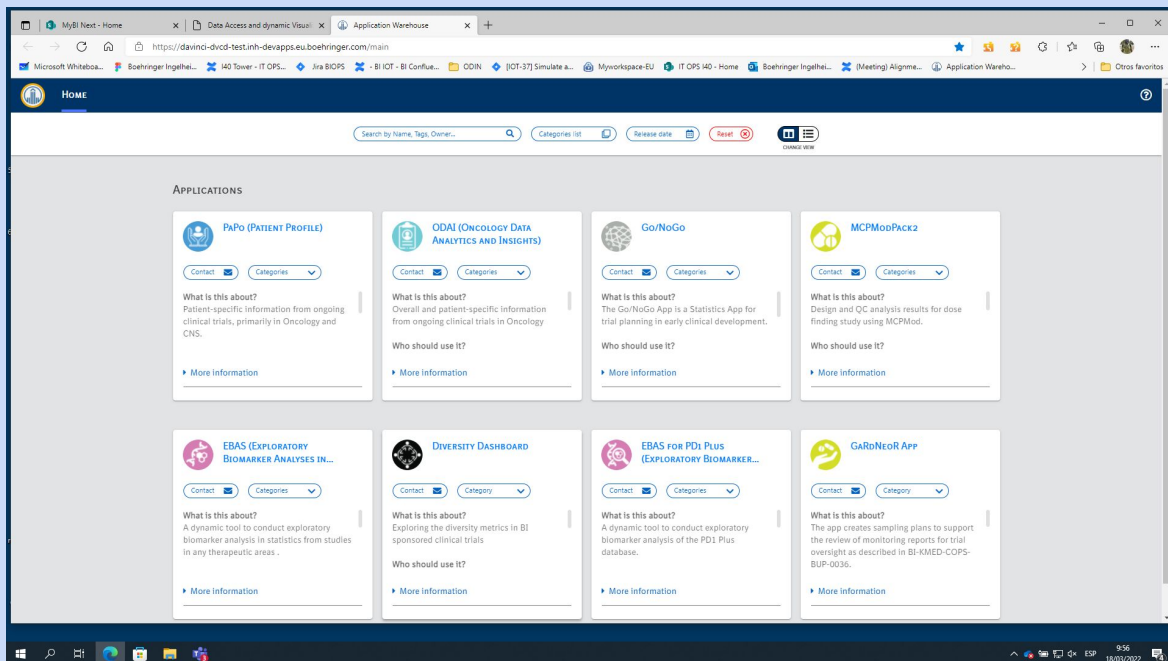 MyBI Next - Home
Data Access and dynamic Visuali
Application Warehouse
https://davinci-dvcd-test.inh-devapps.eu.boehringer.com/main
Microsoft Whiteboa...
Boehringer Ingelhei...
I40 Tower - IT OPS...
Jira BIOPS
- BI IOT - BI Conflue...
ODIN
[IOT-37] Simulate a...
Myworkspace-EU
IT OPS I40 - Home
Boehringer Ingelhei...
(Meeting) Alignme...
Application Wareho...
Otros favoritos
HOME
Search by Name, Tags, Owner...
Categories list
Release date
Reset
CHANGE VIEW
APPLICATIONS
PAPO (PATIENT PROFILE)
Contact
Categories
What is this about?
Patient-specific information from ongoing
clinical trials, primarily in Oncology and
CNS.
More information
ODAI (ONCOLOGY DATA
ANALYTICS AND INSIGHTS)
Contact
Categories
What is this about?
Overall and patient-specific information
from ongoing clinical trials in Oncology
Who should use it?
More information
GO/NOGO
Contact
Categories
What is this about?
The Go/NoGo App is a Statistics App for
trial planning in early clinical development.
Who should use it?
More information
MCPMODPACK2
Contact
Categories
What is this about?
Design and QC analysis results for dose
finding study using MCPMod.
Who should use it?
More information
EBAS (EXPLORATORY
BIOMARKER ANALYSES IN...
Contact
Categories
What is this about?
A dynamic tool to conduct exploratory
biomarker analysis in statistics from studies
in any therapeutic areas .
More information
DIVERSITY DASHBOARD
Contact
Category
What is this about?
Exploring the diversity metrics in BI
sponsored clinical trials
Who should use it?
More information
EBAS FOR PD1 PLUS
(EXPLORATORY BIOMARKER...
Contact
Categories
What is this about?
A dynamic tool to conduct exploratory
biomarker analysis of the PD1 Plus
database.
More information
GARDNEOR APP
Contact
Category
What is this about?
The app creates sampling plans to support
the review of monitoring reports for trial
oversight as described in BI-KMED-COPS-
BUP-0036.
More information
ESP
9:56
18/03/2022